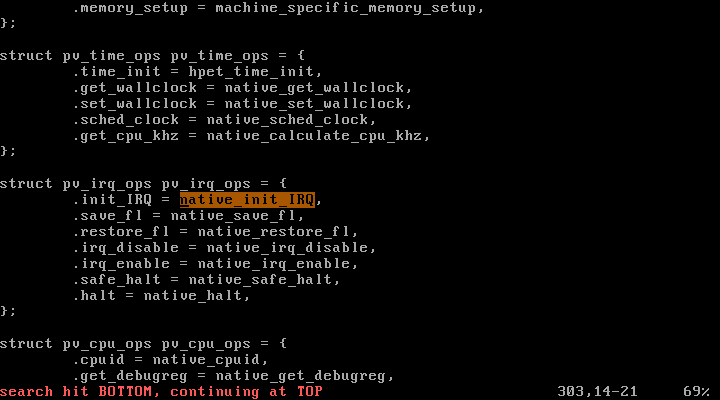 .memory_setup = machine_specific_memory_setup,
};

struct pv_time_ops pv_time_ops = {
        .time_init = hpet_time_init,
        .get_wallclock = native_get_wallclock,
        .set_wallclock = native_set_wallclock,
        .sched_clock = native_sched_clock,
        .get_cpu_khz = native_calculate_cpu_khz,
};

struct pv_irq_ops pv_irq_ops = {
        .init_IRQ = native_init_IRQ,
        .save_fl = native_save_fl,
        .restore_fl = native_restore_fl,
        .irq_disable = native_irq_disable,
        .irq_enable = native_irq_enable,
        .safe_halt = native_safe_halt,
        .halt = native_halt,
};

struct pv_cpu_ops pv_cpu_ops = {
        .cpuid = native_cpuid,
        .get_debugreg = native_get_debugreg,
search hit BOTTOM, continuing at TOP                          303,14-21     69%